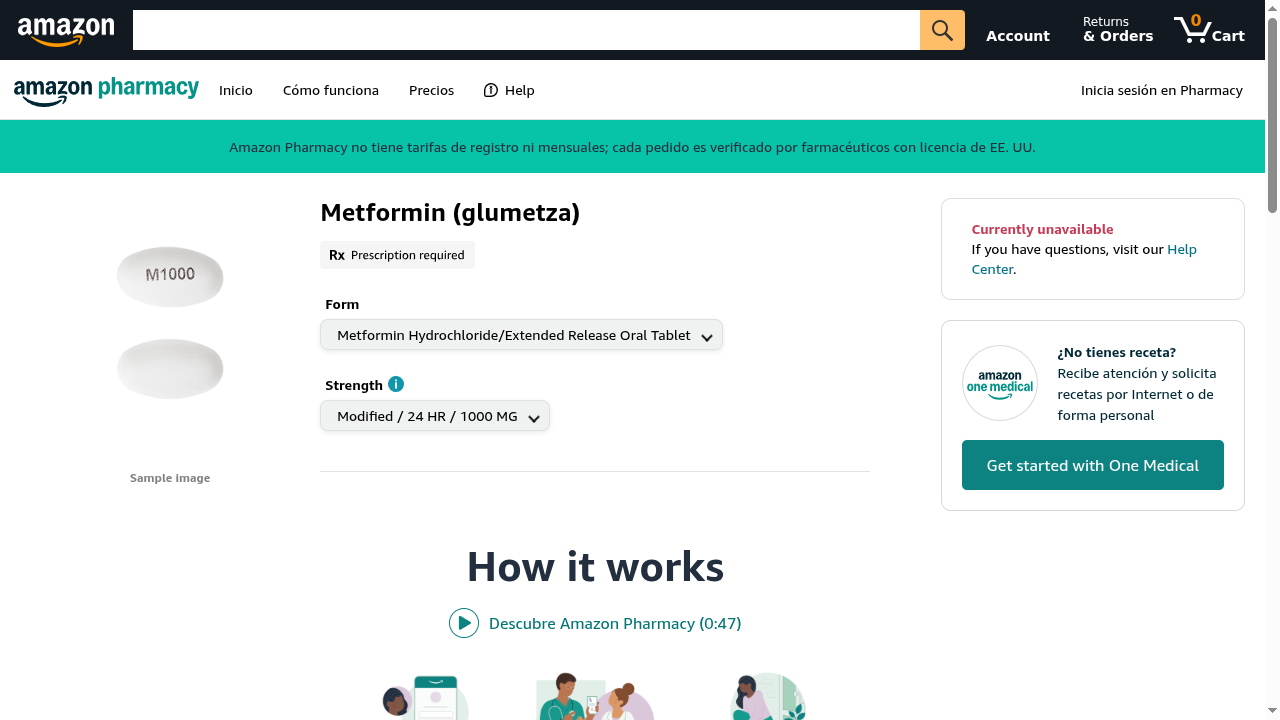 amazon
Account
Returns
& Orders
0
Cart
amazon pharmacy
Inicio
Cómo funciona
Precios
Help
Inicia sesión en Pharmacy
Amazon Pharmacy no tiene tarifas de registro ni mensuales; cada pedido es verificado por farmacéuticos con licencia de EE. UU.
M1000
Sample image
Metformin (glumetza)
Rx Prescription required
Form
Metformin Hydrochloride/Extended Release Oral Tablet
Strength
Modified / 24 HR / 1000 MG
Currently unavailable
If you have questions, visit our Help
Center.
amazon
one medical
¿No tienes receta?
Recibe atención y solicita
recetas por Internet o de
forma personal
Get started with One Medical
How it works
Descubre Amazon Pharmacy (0:47)